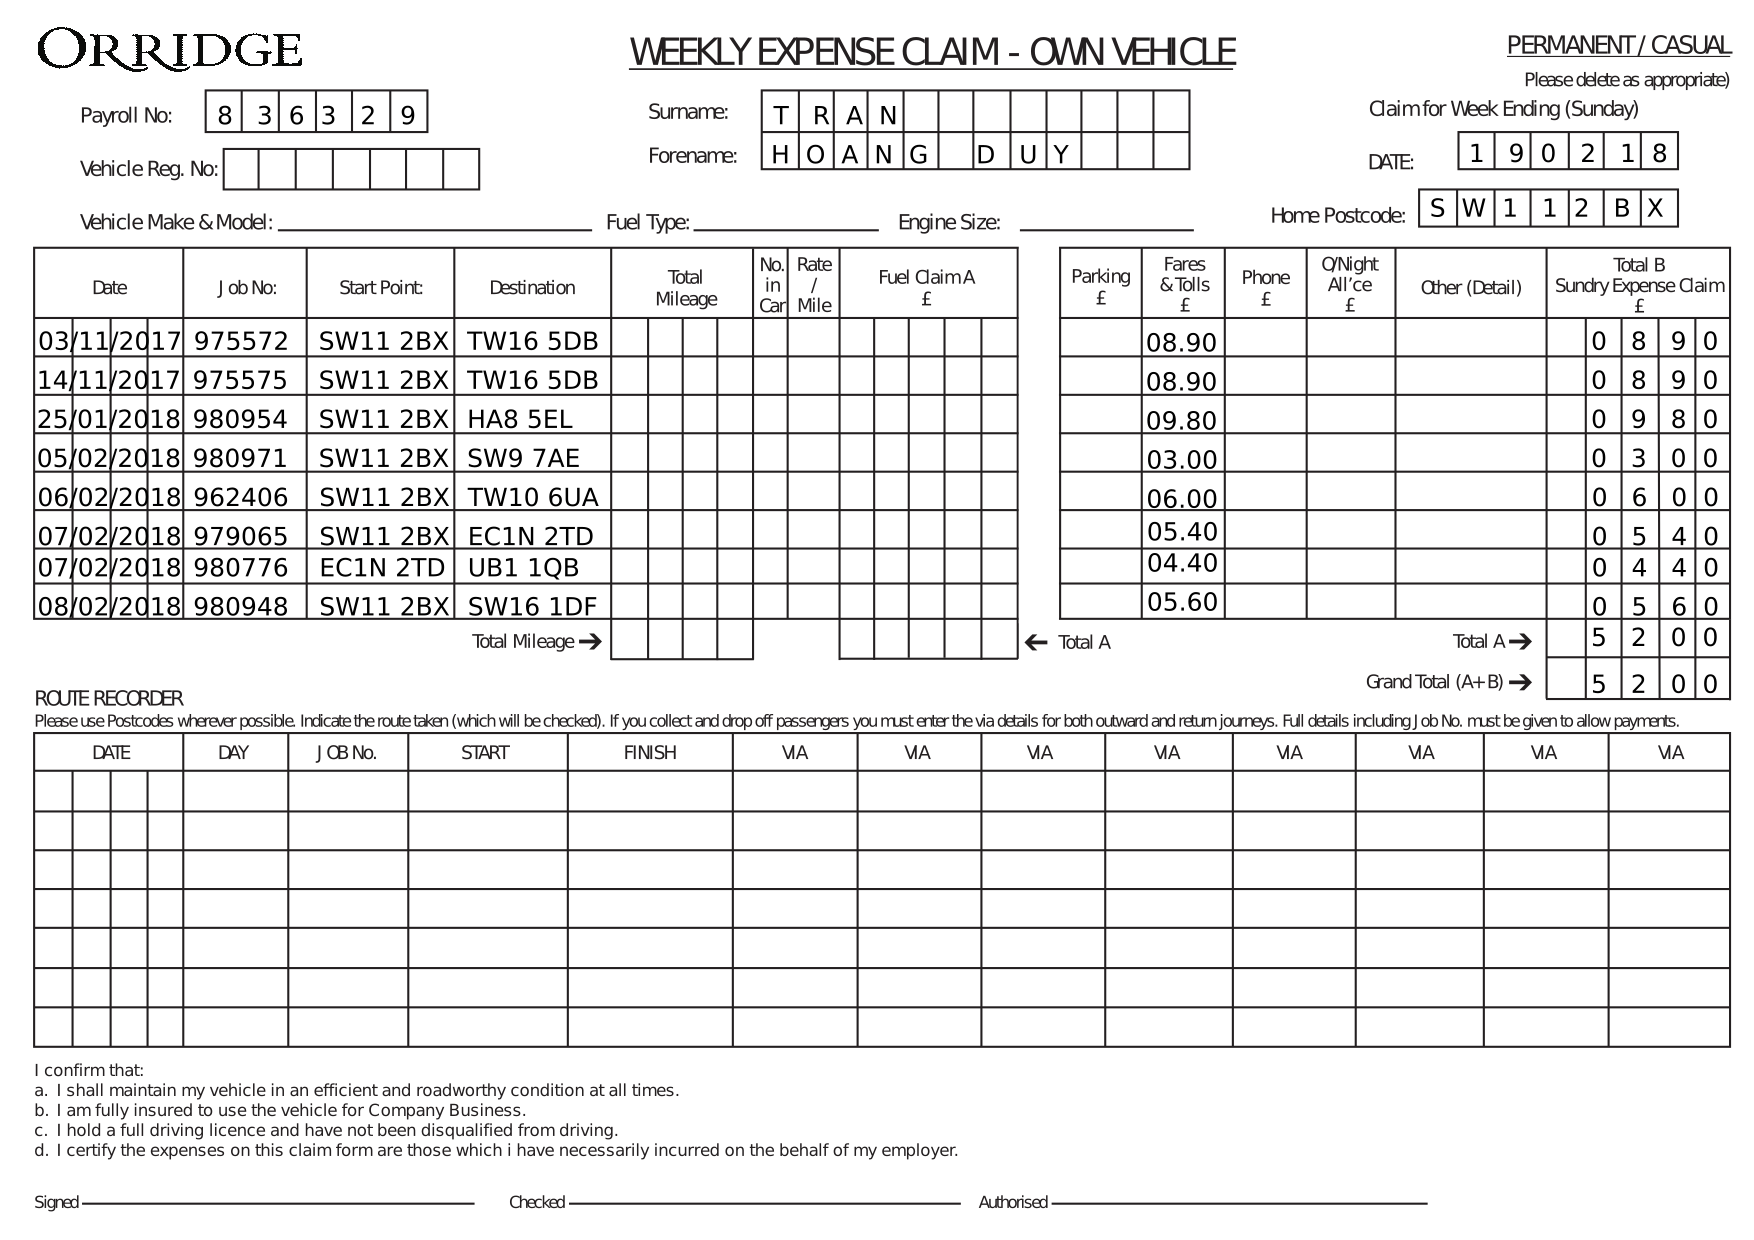 ORRIDGE
WEEKLY EXPENSE CLAIM - OWN VEHICLE
PERMANENT / CASUAL
Please delete as appropriate)
Payroll No: 8 3 6 3 2 9
Surname: T R A N
Claim for Week Ending (Sunday)
Forename: H O A N G D U Y
DATE: 1 9 0 2 1 8
Vehicle Reg. No:
Home Postcode: S W 1 1 2 B X
Vehicle Make & Model: Fuel Type: Engine Size:
Date Job No: Start Point: Destination Total Mileage No. in Car Rate / Mile Fuel Claim A £ Parking £ Fares & Tolls £ Phone £ O/Night All'ce £ Other (Detail) Total B Sundry Expense Claim £
03/11/2017 975572 SW11 2BX TW16 5DB 08.90 0 8 9 0
14/11/2017 975575 SW11 2BX TW16 5DB 08.90 0 8 9 0
25/01/2018 980954 SW11 2BX HA8 5EL 09.80 0 9 8 0
05/02/2018 980971 SW11 2BX SW9 7AE 03.00 0 3 0 0
06/02/2018 962406 SW11 2BX TW10 6UA 06.00 0 6 0 0
07/02/2018 979065 SW11 2BX EC1N 2TD 05.40 0 5 4 0
07/02/2018 980776 EC1N 2TD UB1 1QB 04.40 0 4 4 0
08/02/2018 980948 SW11 2BX SW16 1DF 05.60 0 5 6 0
Total Mileage → ← Total A Total A → 5 2 0 0
Grand Total (A+ B) → 5 2 0 0
ROUTE RECORDER
Please use Postcodes wherever possible. Indicate the route taken (which will be checked). If you collect and drop off passengers you must enter the via details for both outward and return journeys. Full details including Job No. must be given to allow payments.
DATE DAY JOB No. START FINISH VIA VIA VIA VIA VIA VIA VIA VIA
I confirm that:
a. I shall maintain my vehicle in an efficient and roadworthy condition at all times.
b. I am fully insured to use the vehicle for Company Business.
c. I hold a full driving licence and have not been disqualified from driving.
d. I certify the expenses on this claim form are those which i have necessarily incurred on the behalf of my employer.
Signed Checked Authorised